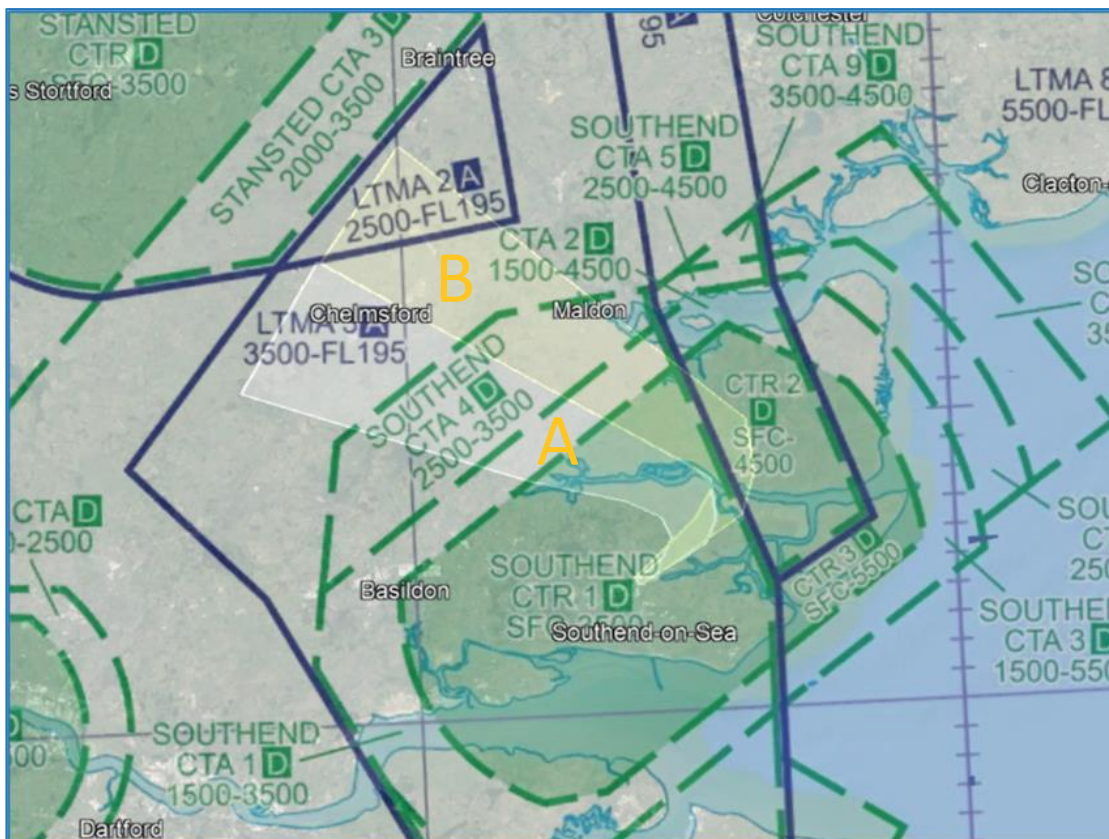 STANSTED
CTR D
SFC-3500
s Stortford
Braintree
STANSTED CTA 3 D
2000-3500
A
95
Colchester
SOUTHEND
CTA 9 D
3500-4500
LTMA 8
5500-FL
Clacton-
SOUTHEND
CTA 5 D
2500-4500
LTMA 2 A
2500-FL195
CTA 2 D
1500-4500
B
Chelmsford
Maldon
LTMA 3 A
3500-FL195
SOUTHEND
CTA 4 D
2500-3500
A
CTR 2
D
SFC-
4500
CTA D
-2500
Basildon
SOUTHEND
CTR 1 D
Southend-on-Sea
CTR 3 D
SFC-5500
SOUTHEND
CTA 3 D
1500-550
SOUTHEND
CTA 1 D
1500-3500
Dartford